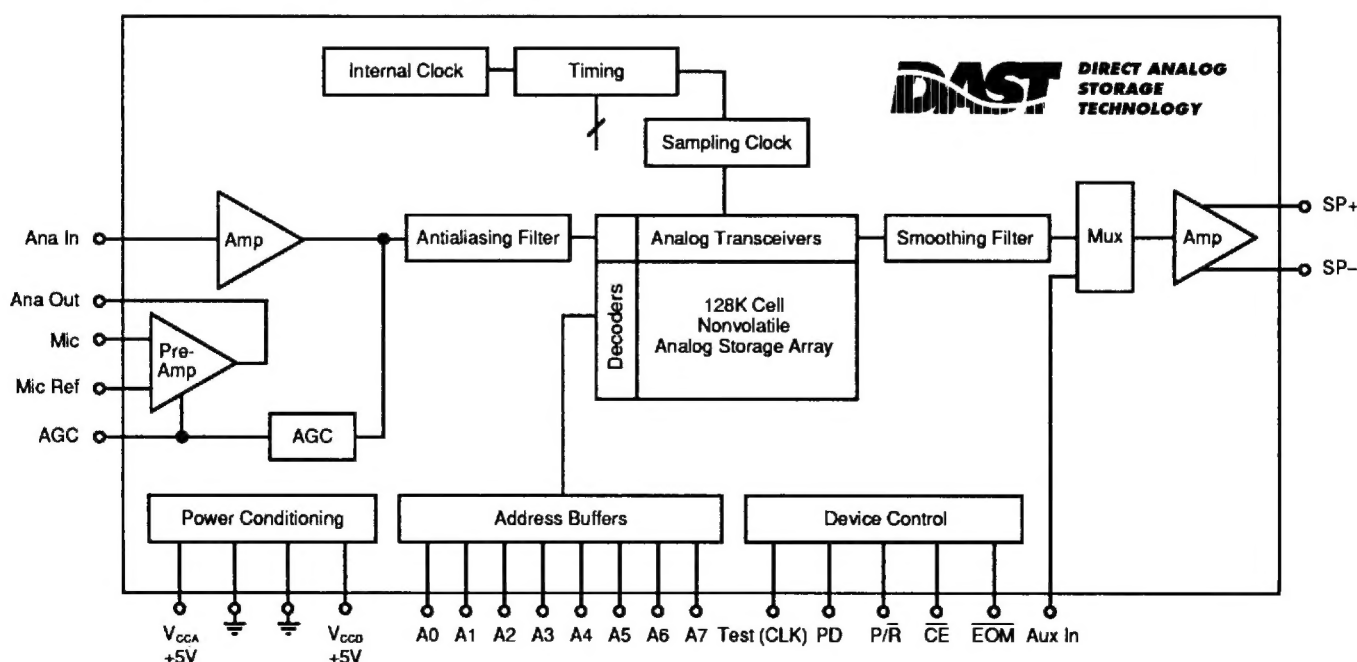 Internal Clock
Timing
DAST
DIRECT ANALOG
STORAGE
TECHNOLOGY
Sampling Clock
Ana In
Amp
Antialiasing Filter
Analog Transceivers
Smoothing Filter
Mux
Amp
SP+
SP–
Decoders
128K Cell
Nonvolatile
Analog Storage Array
Ana Out
Mic
Pre-
Amp
Mic Ref
AGC
AGC
Power Conditioning
Address Buffers
Device Control
VCCA
+5V
VCCD
+5V
A0 A1 A2 A3 A4 A5 A6 A7 Test (CLK) PD P/R̅ C̅E̅ E̅O̅M̅ Aux In